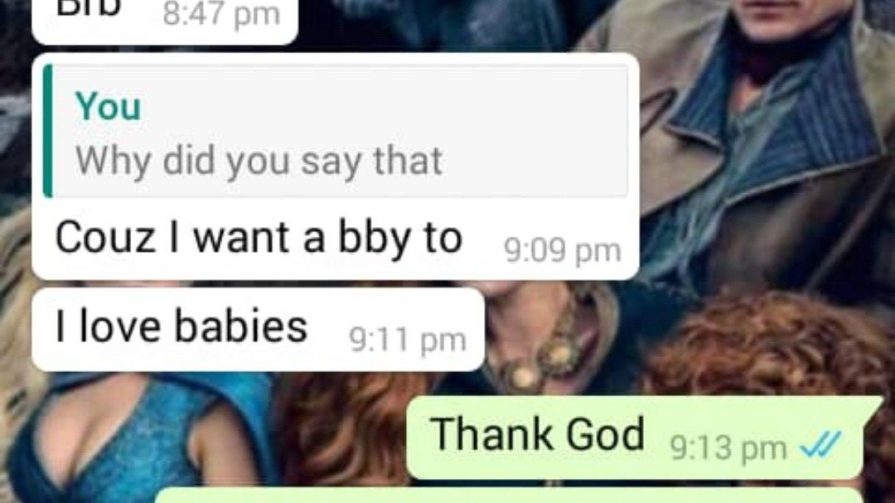 Brb 8:47 pm
You
Why did you say that
Couz I want a bby to 9:09 pm
I love babies 9:11 pm
Thank God 9:13 pm